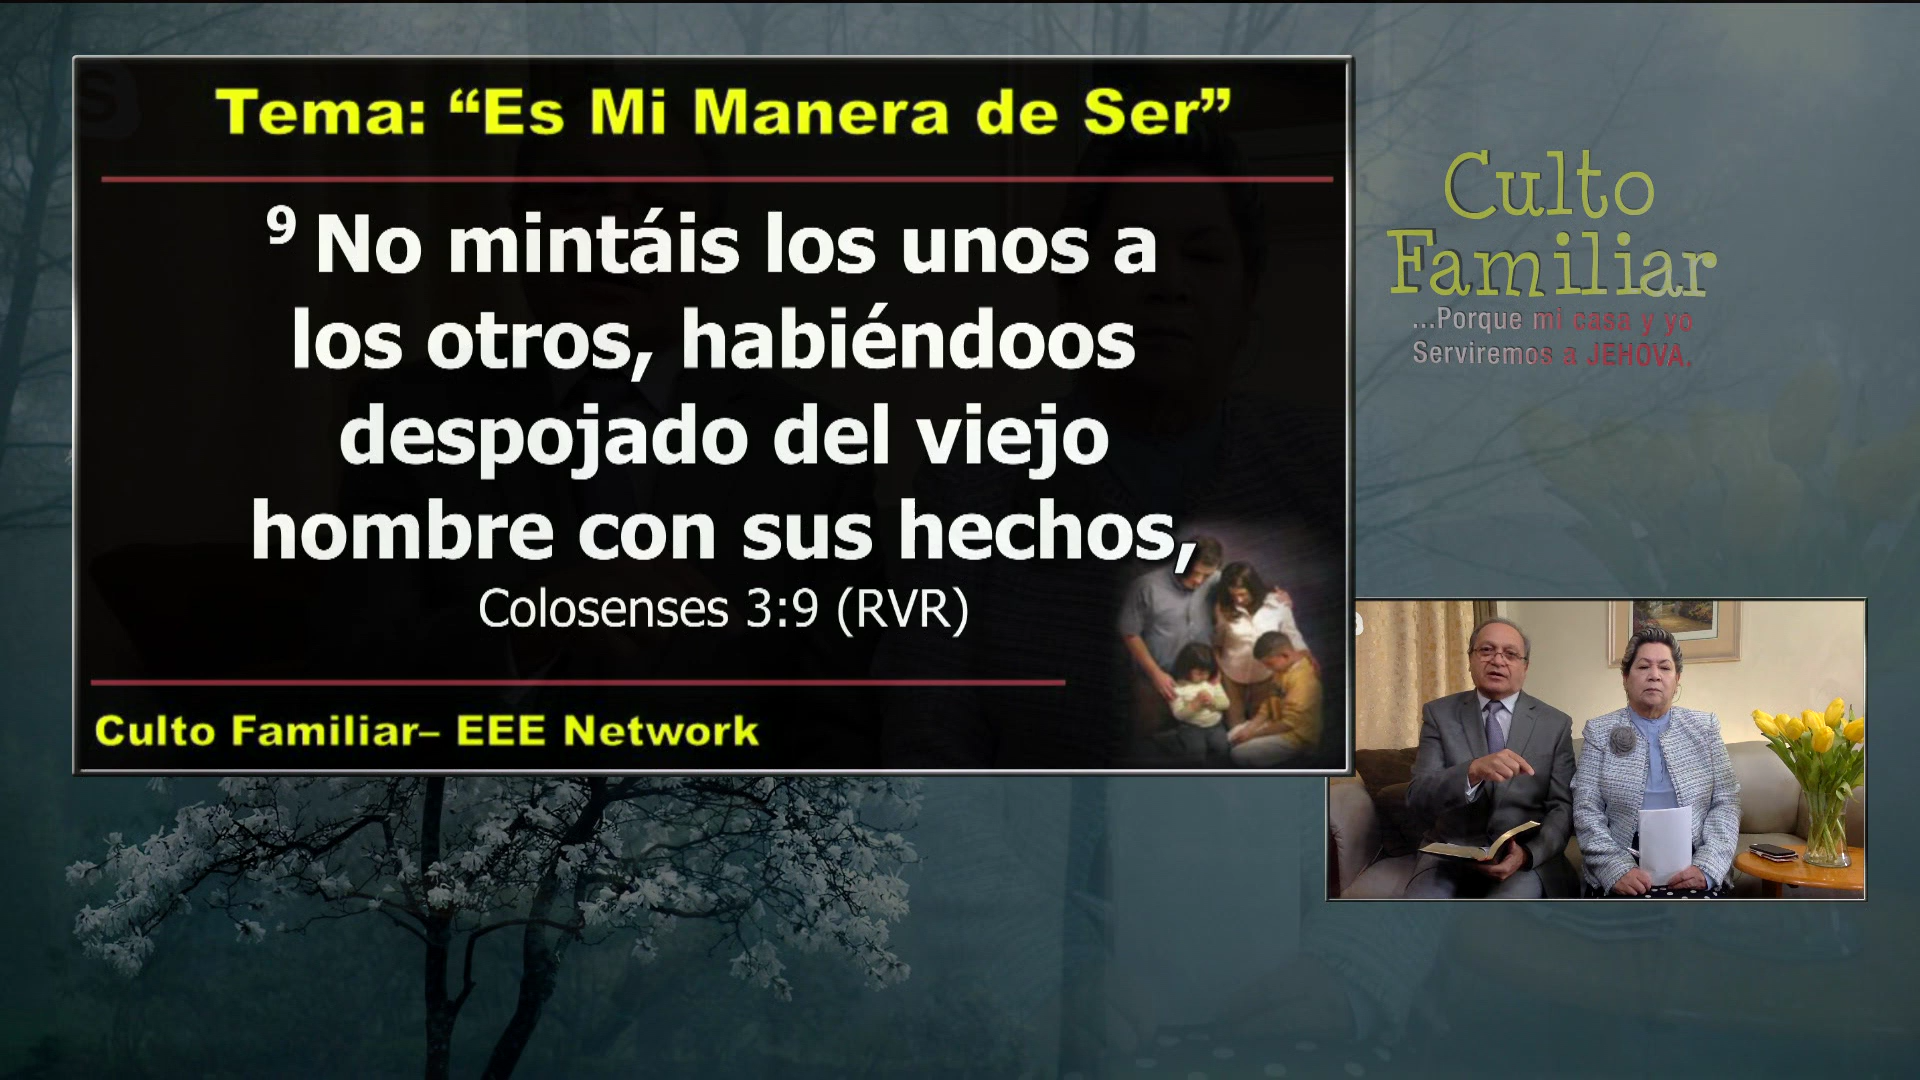 Tema: “Es Mi Manera de Ser”
9 No mintáis los unos a
los otros, habiéndoos
despojado del viejo
hombre con sus hechos,
Colosenses 3:9 (RVR)
Culto Familiar– EEE Network
Culto
Familiar
...Porque mi casa y yo
Serviremos a JEHOVA.